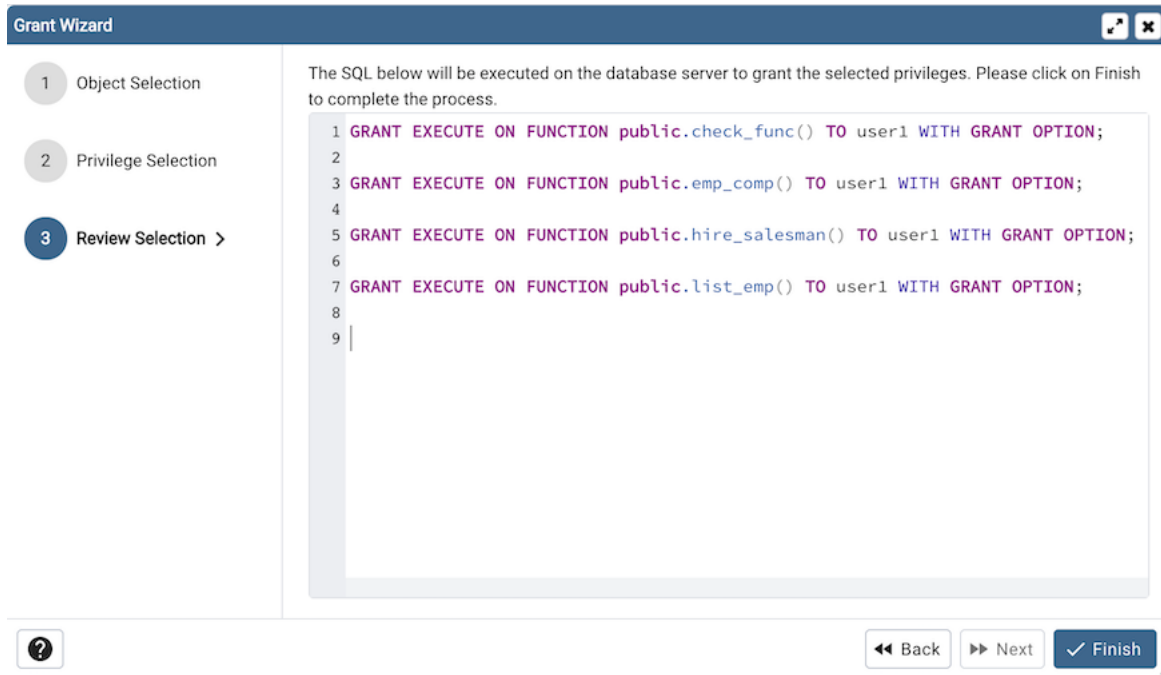 Grant Wizard
1 Object Selection
2 Privilege Selection
3 Review Selection >
The SQL below will be executed on the database server to grant the selected privileges. Please click on Finish
to complete the process.
1 GRANT EXECUTE ON FUNCTION public.check_func() TO user1 WITH GRANT OPTION;
2
3 GRANT EXECUTE ON FUNCTION public.emp_comp() TO user1 WITH GRANT OPTION;
4
5 GRANT EXECUTE ON FUNCTION public.hire_salesman() TO user1 WITH GRANT OPTION;
6
7 GRANT EXECUTE ON FUNCTION public.list_emp() TO user1 WITH GRANT OPTION;
8
9
?
Back
Next
Finish